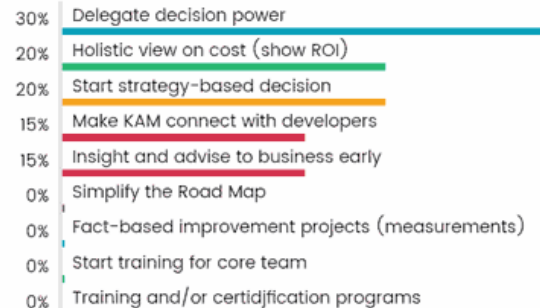 30% Delegate decision power
20% Holistic view on cost (show ROI)
20% Start strategy-based decision
15% Make KAM connect with developers
15% Insight and advise to business early
0% Simplify the Road Map
0% Fact-based improvement projects (measurements)
0% Start training for core team
0% Training and/or certidjfication programs